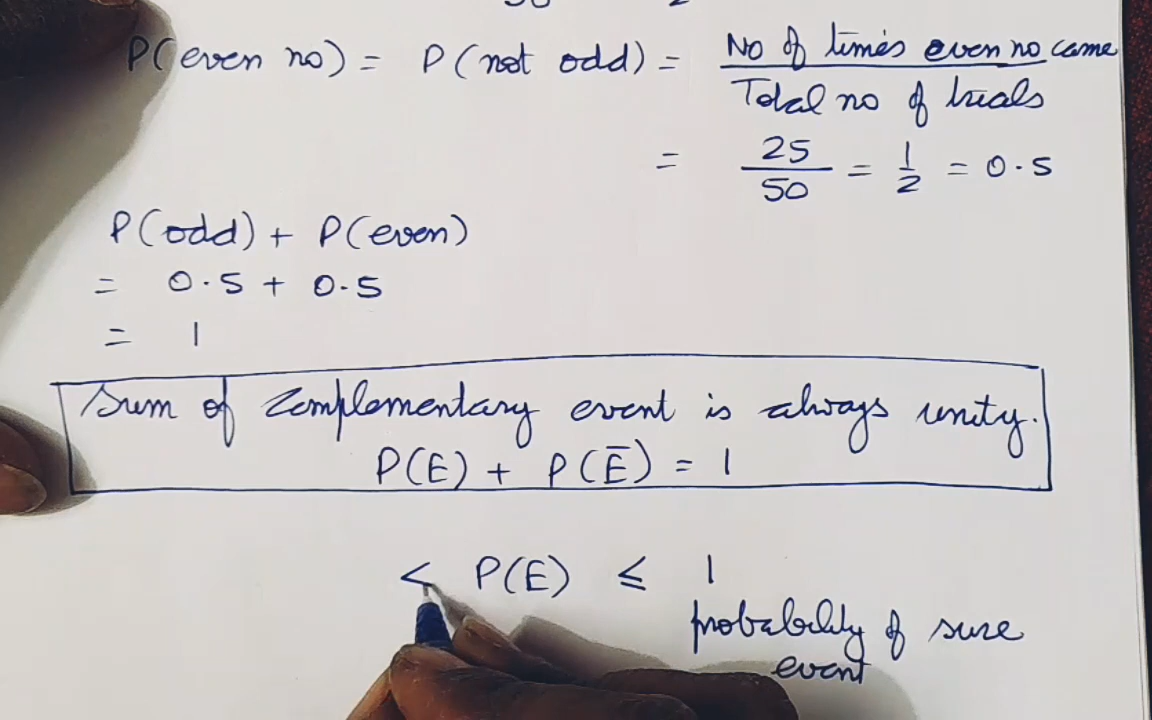 P(even no) = P(not odd) = No of times even no came
Total no of trials
= 25/50 = 1/2 = 0.5
P(odd) + P(even)
= 0.5 + 0.5
= 1
Sum of complementary event is always unity.
P(E) + P(Ē) = 1
< P(E) ≤ 1
probability of sure
event